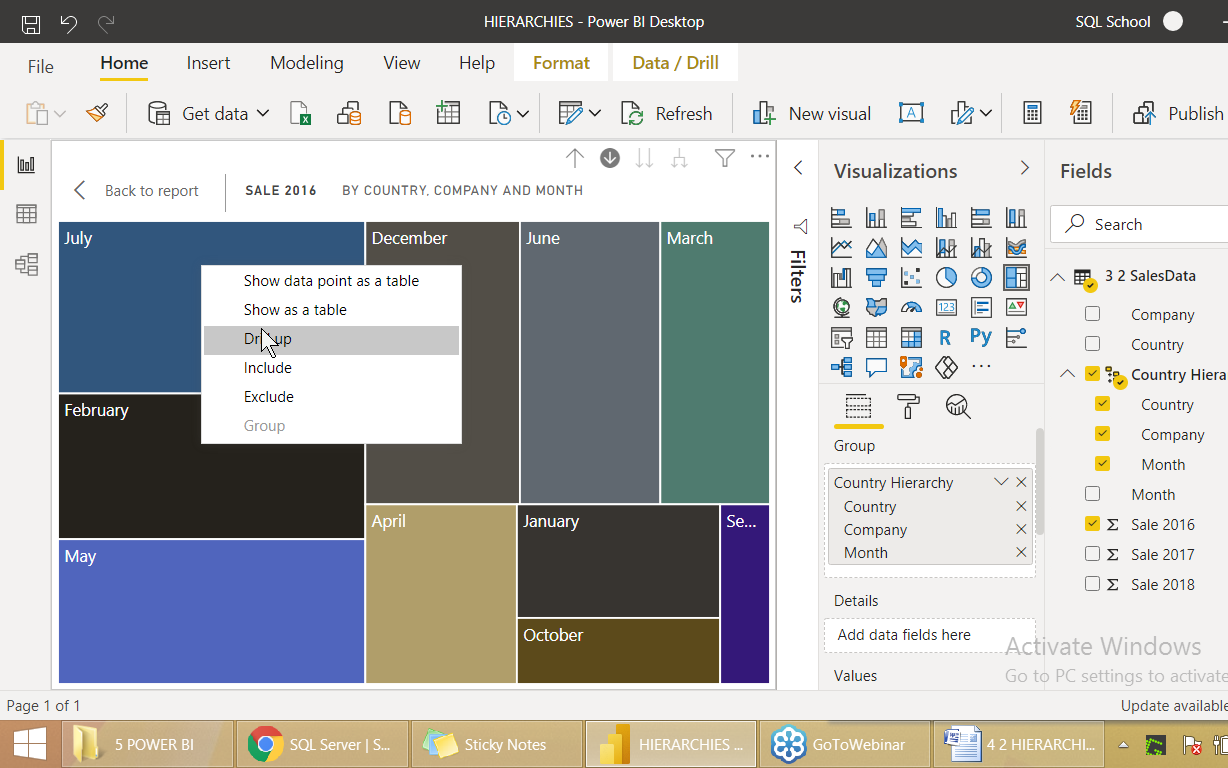 HIERARCHIES - Power BI Desktop
SQL School
File
Home
Insert
Modeling
View
Help
Format
Data / Drill
Get data
Refresh
New visual
Publish
Back to report
SALE 2016
BY COUNTRY, COMPANY AND MONTH
July
December
June
March
February
May
April
January
Se...
October
Show data point as a table
Show as a table
up
Include
Exclude
Group
Filters
Visualizations
R
Py
123
...
Group
Country Hierarchy
Country
Company
Month
Details
Add data fields here
Values
Fields
Search
3 2 SalesData
Company
Country
Country Hiera
Country
Company
Month
Month
Σ Sale 2016
Σ Sale 2017
Σ Sale 2018
Activate Windows
Go to PC settings to activate
Page 1 of 1
Update available
5 POWER BI
SQL Server | S...
Sticky Notes
HIERARCHIES ...
GoToWebinar
4 2 HIERARCHI...